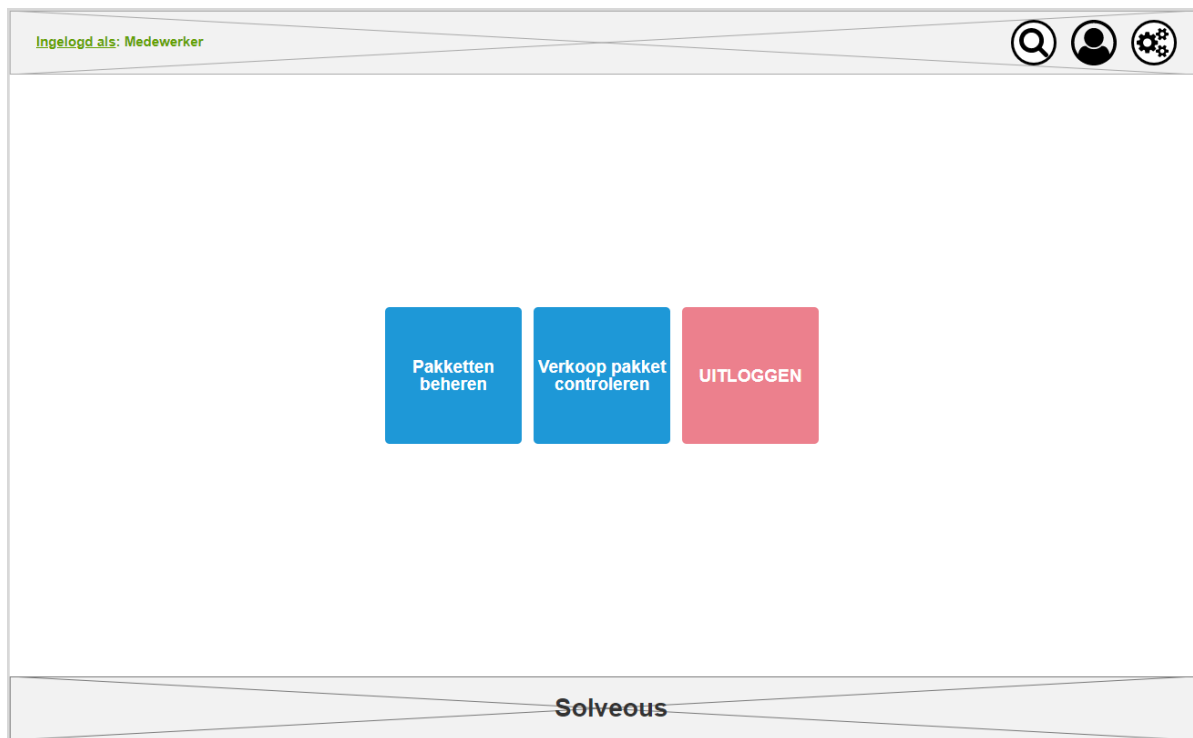 Ingelogd als: Medewerker
Pakketten
beheren
Verkoop pakket
controleren
UITLOGGEN
Solveous